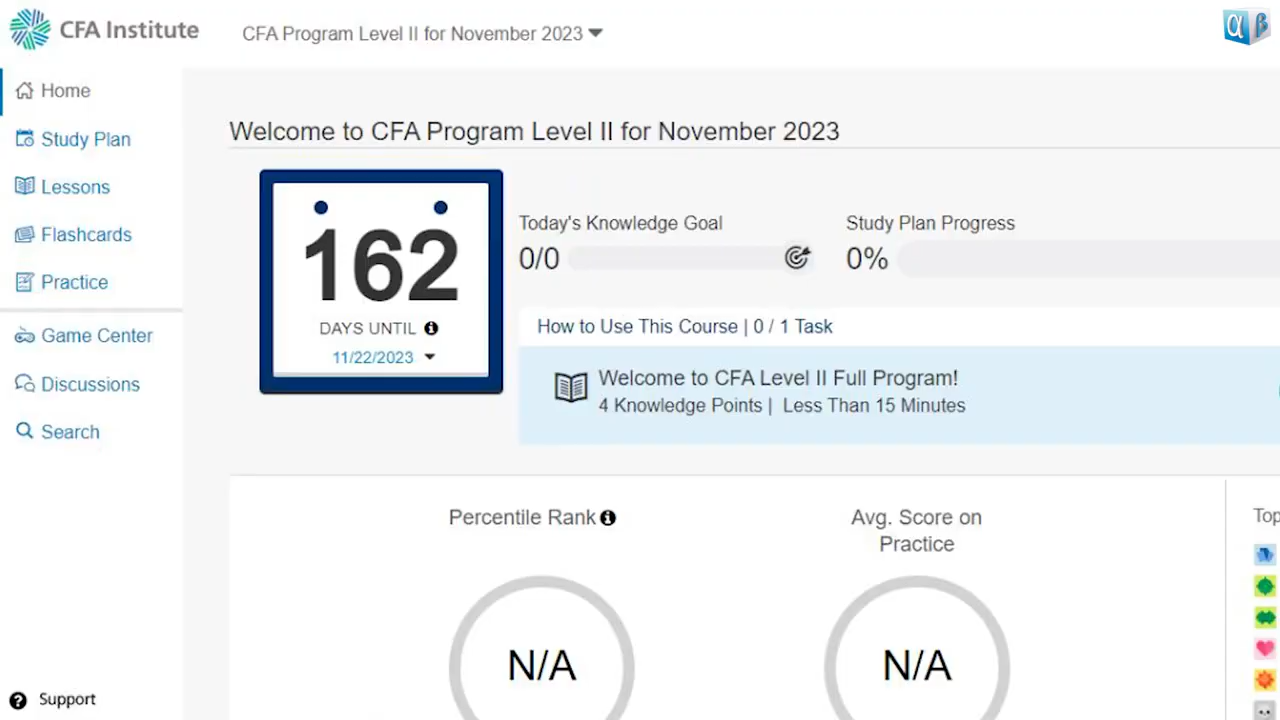 CFA Institute
CFA Program Level II for November 2023
α β
Home
Study Plan
Lessons
Flashcards
Practice
Game Center
Discussions
Search
Support
Welcome to CFA Program Level II for November 2023
162
DAYS UNTIL
11/22/2023
Today's Knowledge Goal
0/0
Study Plan Progress
0%
How to Use This Course | 0 / 1 Task
Welcome to CFA Level II Full Program!
4 Knowledge Points | Less Than 15 Minutes
Percentile Rank
N/A
Avg. Score on
Practice
N/A
Top